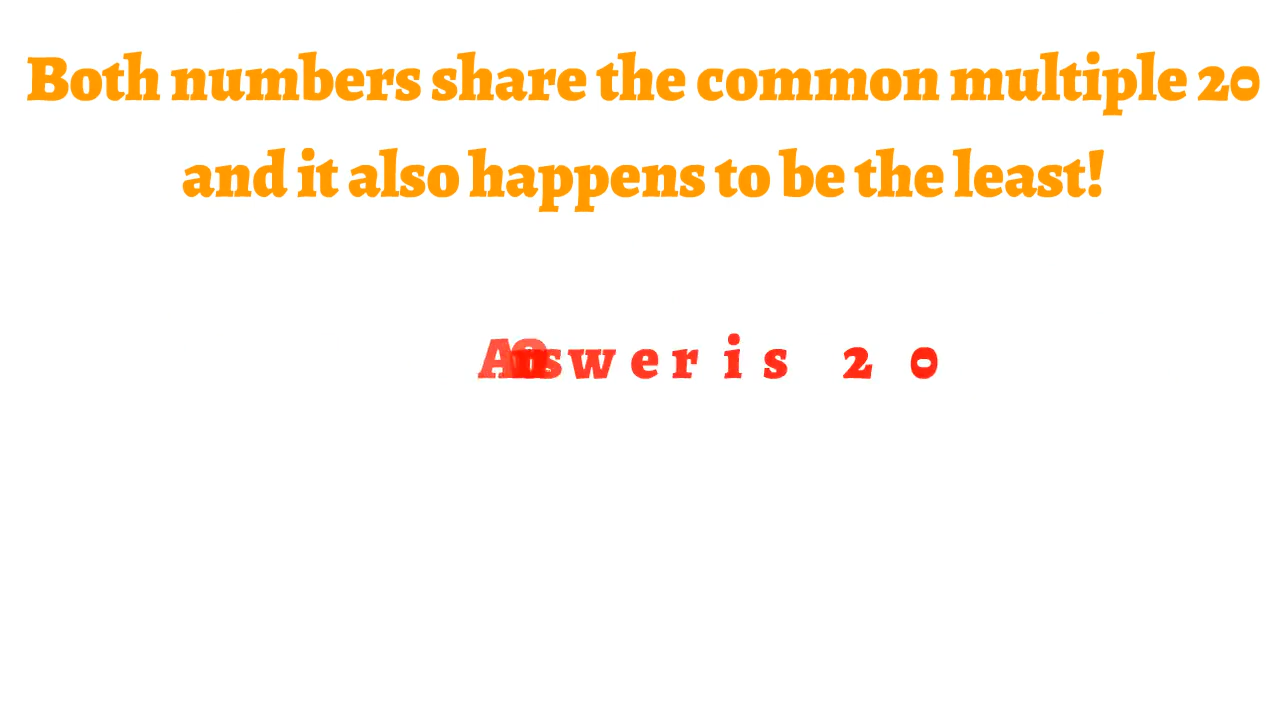 Both numbers share the common multiple 20
and it also happens to be the least!
Answer is 20